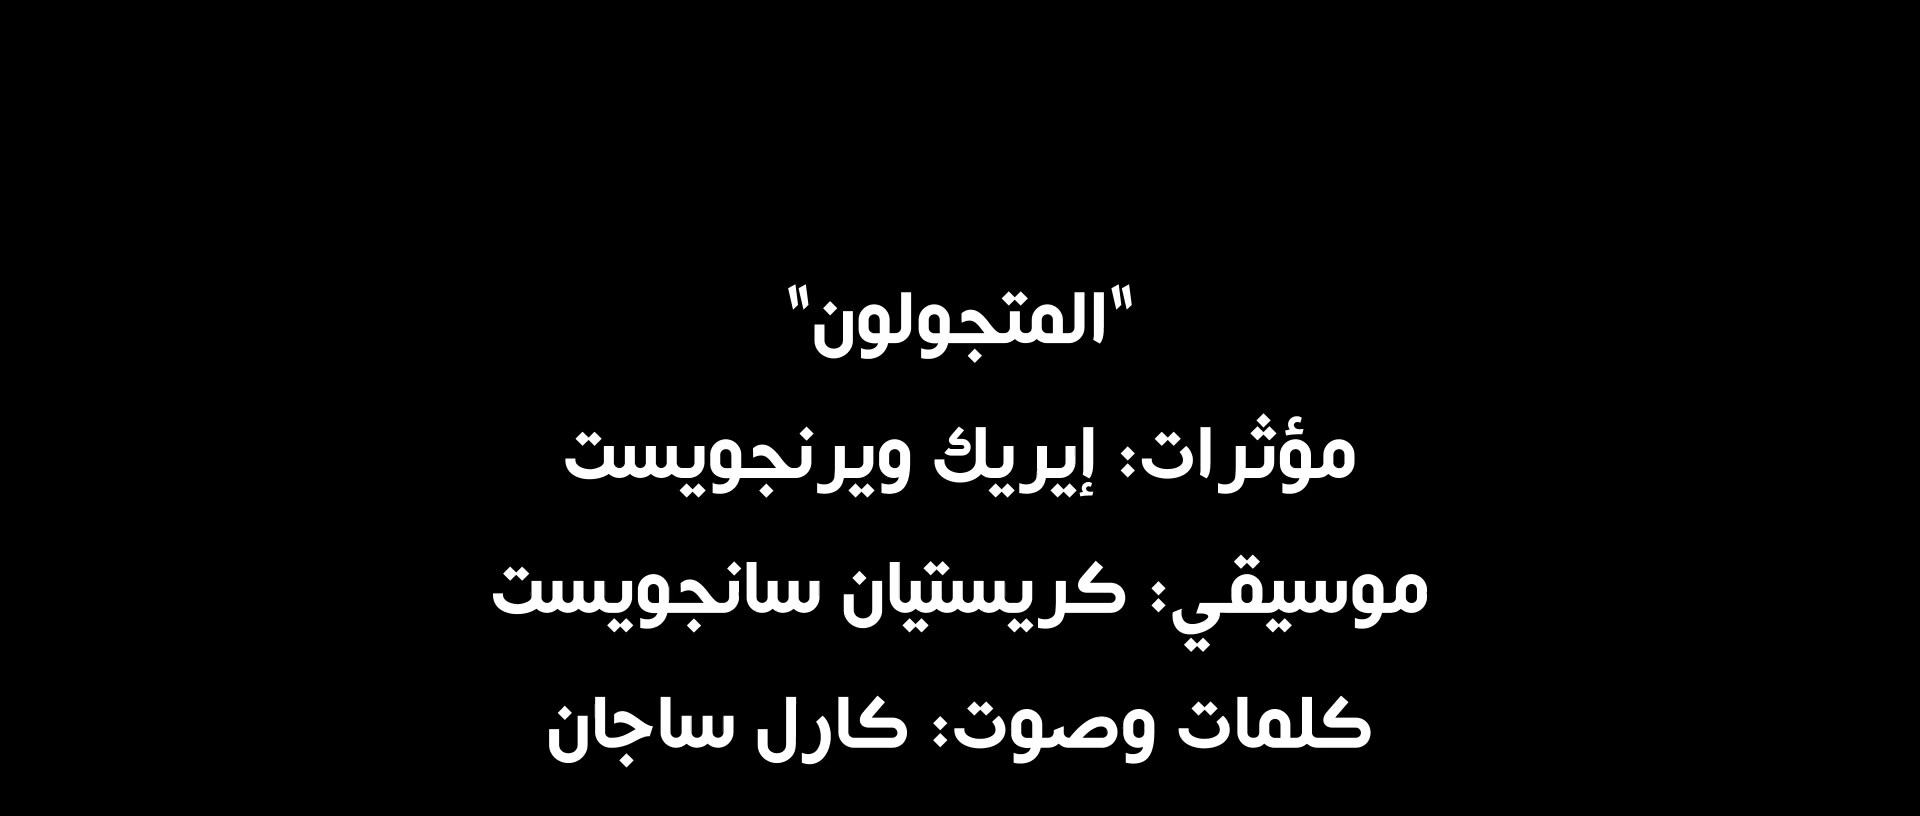 "المتجولون"
مؤثرات: إيريك ويرنجويست
موسيقي: كريستيان سانجويست
كلمات وصوت: كارل ساجان